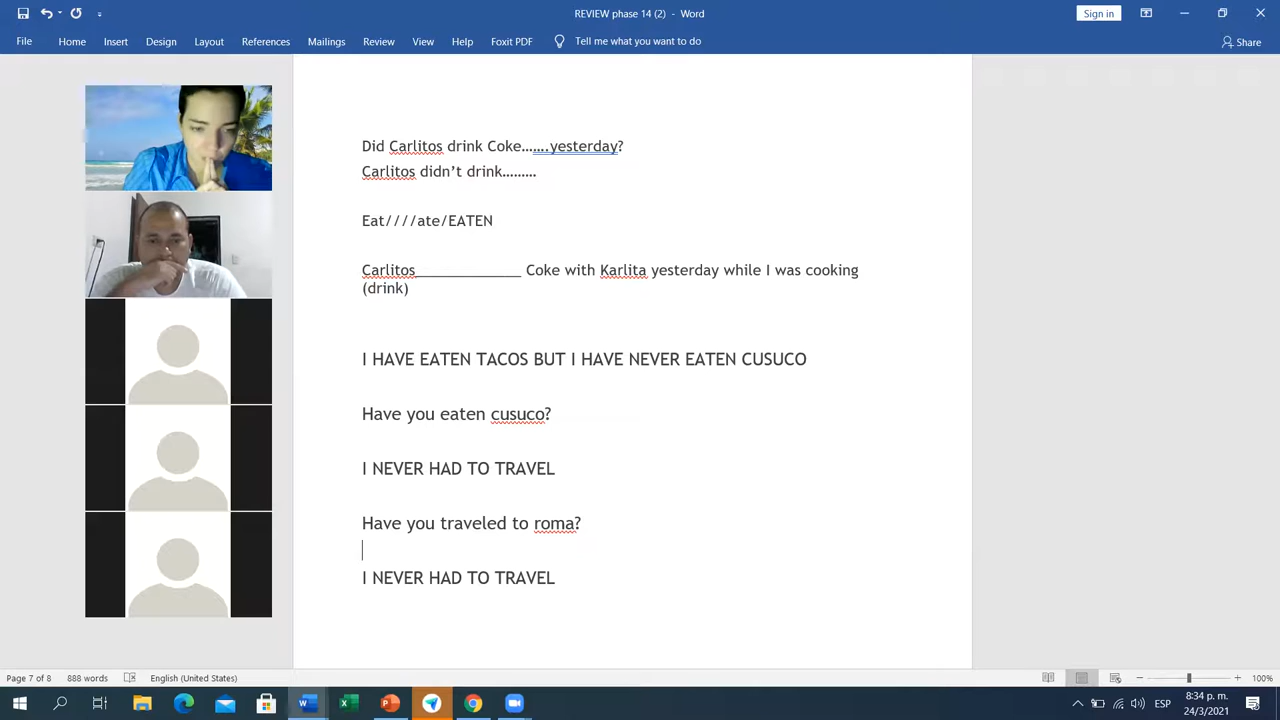 REVIEW phase 14 (2) - Word
Sign in
File Home Insert Design Layout References Mailings Review View Help Foxit PDF Tell me what you want to do Share
Did Carlitos drink Coke…….yesterday?
Carlitos didn’t drink………
Eat////ate/EATEN
Carlitos_____________ Coke with Karlita yesterday while I was cooking
(drink)
I HAVE EATEN TACOS BUT I HAVE NEVER EATEN CUSUCO
Have you eaten cusuco?
I NEVER HAD TO TRAVEL
Have you traveled to roma?
I NEVER HAD TO TRAVEL
Page 7 of 8 888 words English (United States) 100%
ESP 8:34 p. m.
24/3/2021